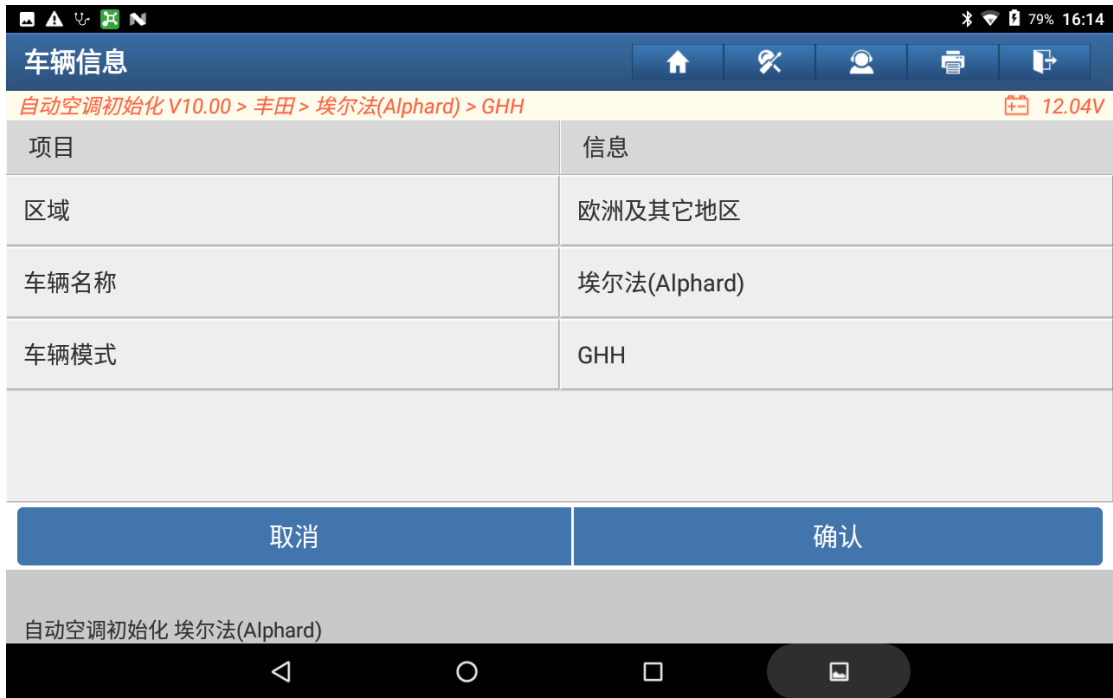 79% 16:14
车辆信息
自动空调初始化 V10.00 > 丰田 > 埃尔法(Alphard) > GHH 12.04V
项目 信息
区域 欧洲及其它地区
车辆名称 埃尔法(Alphard)
车辆模式 GHH
取消 确认
自动空调初始化 埃尔法(Alphard)